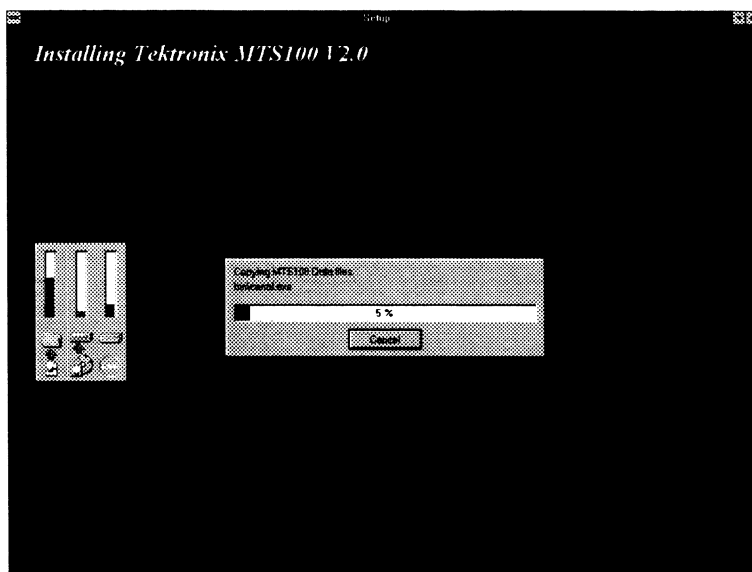 Setup
Installing Tektronix MTS100 V2.0
Copying MTS100 Data files
5 %
Cancel